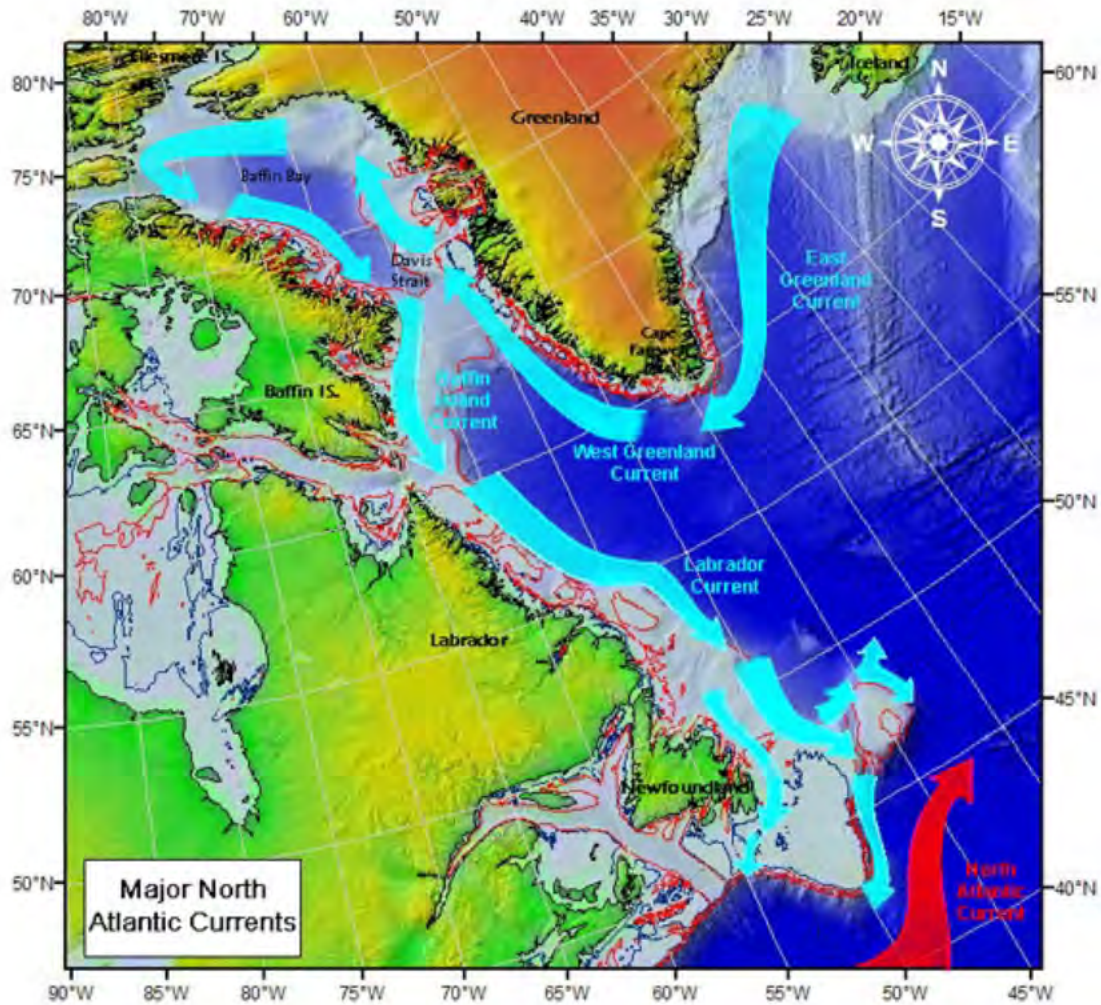 80°W 70°W 60°W 50°W 45°W 40°W 35°W 33°W 30°W 28°W 25°W 20°W 15°W
Ellesmere IS.
Iceland
80°N
60°N
Greenland
N
W E
S
75°N
Baffin Bay
Davis
Strait
East
Greenland
Current
70°N
55°N
Cape
Baffin IS.
Baffin
Island
Current
65°N
West Greenland
Current
50°N
60°N
Labrador
Current
Labrador
45°N
55°N
Newfoundland
North
Atlantic
Current
50°N
40°N
Major North
Atlantic Currents
90°W 85°W 80°W 75°W 70°W 65°W 60°W 55°W 50°W 45°W